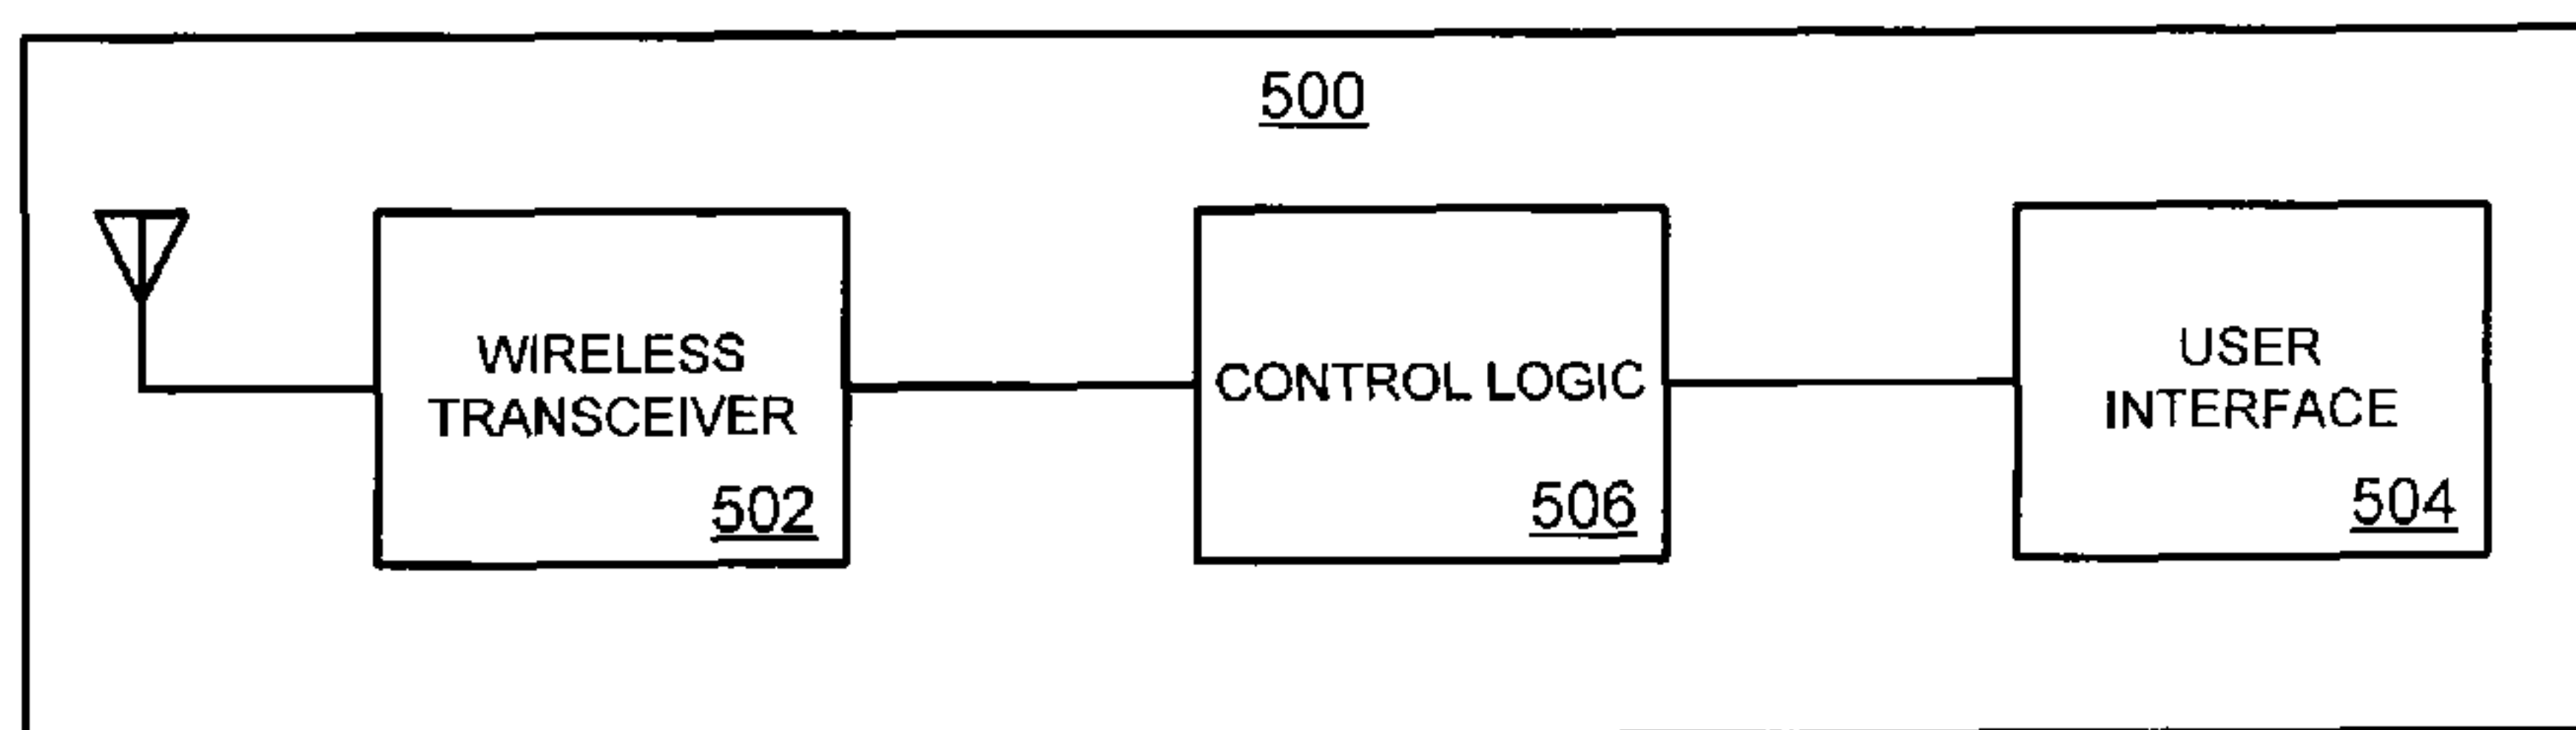 500
WIRELESS
TRANSCEIVER
502
CONTROL LOGIC
506
USER
INTERFACE
504